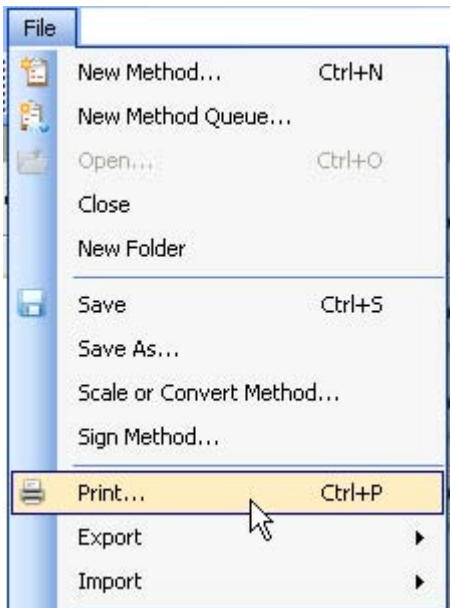 File
New Method... Ctrl+N
New Method Queue...
Open... Ctrl+O
Close
New Folder
Save Ctrl+S
Save As...
Scale or Convert Method...
Sign Method...
Print... Ctrl+P
Export
Import